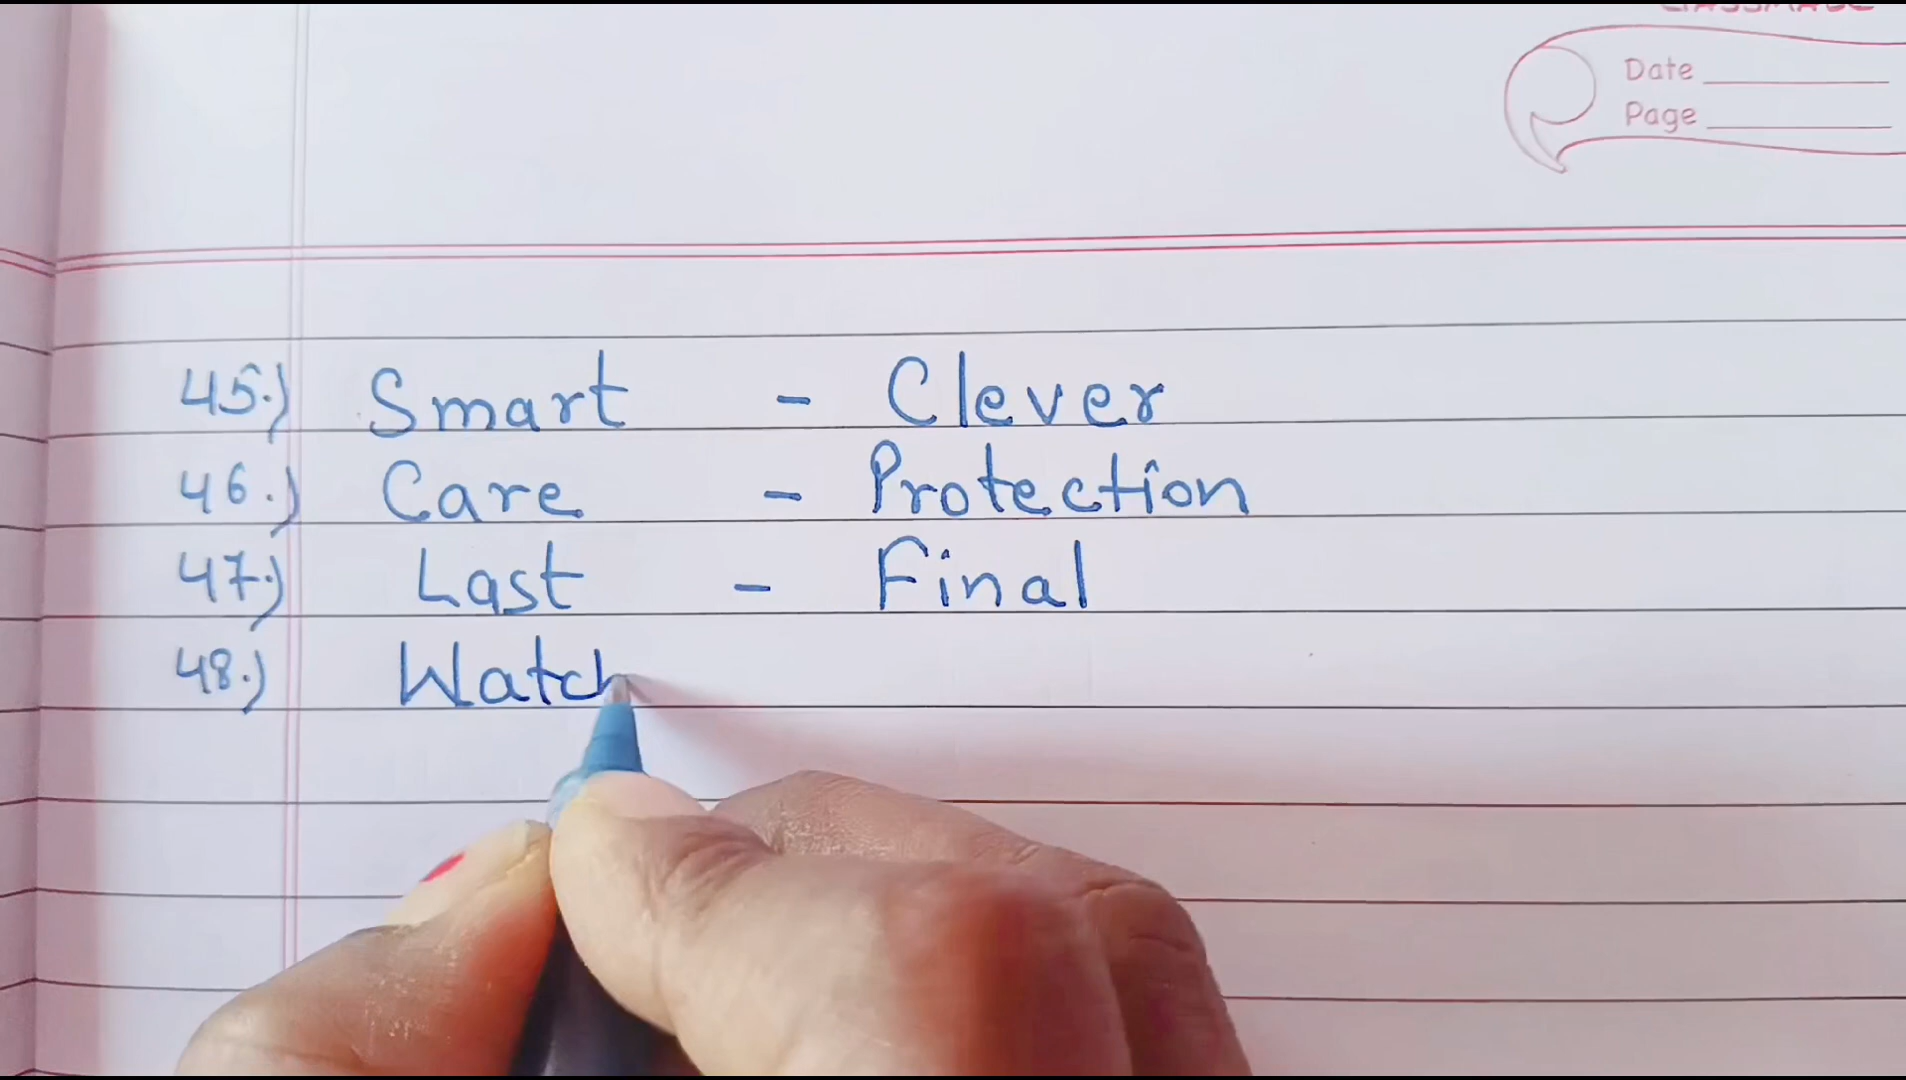 Date
Page
45.) Smart - Clever
46.) Care - Protection
47.) Last - Final
48.) Watch